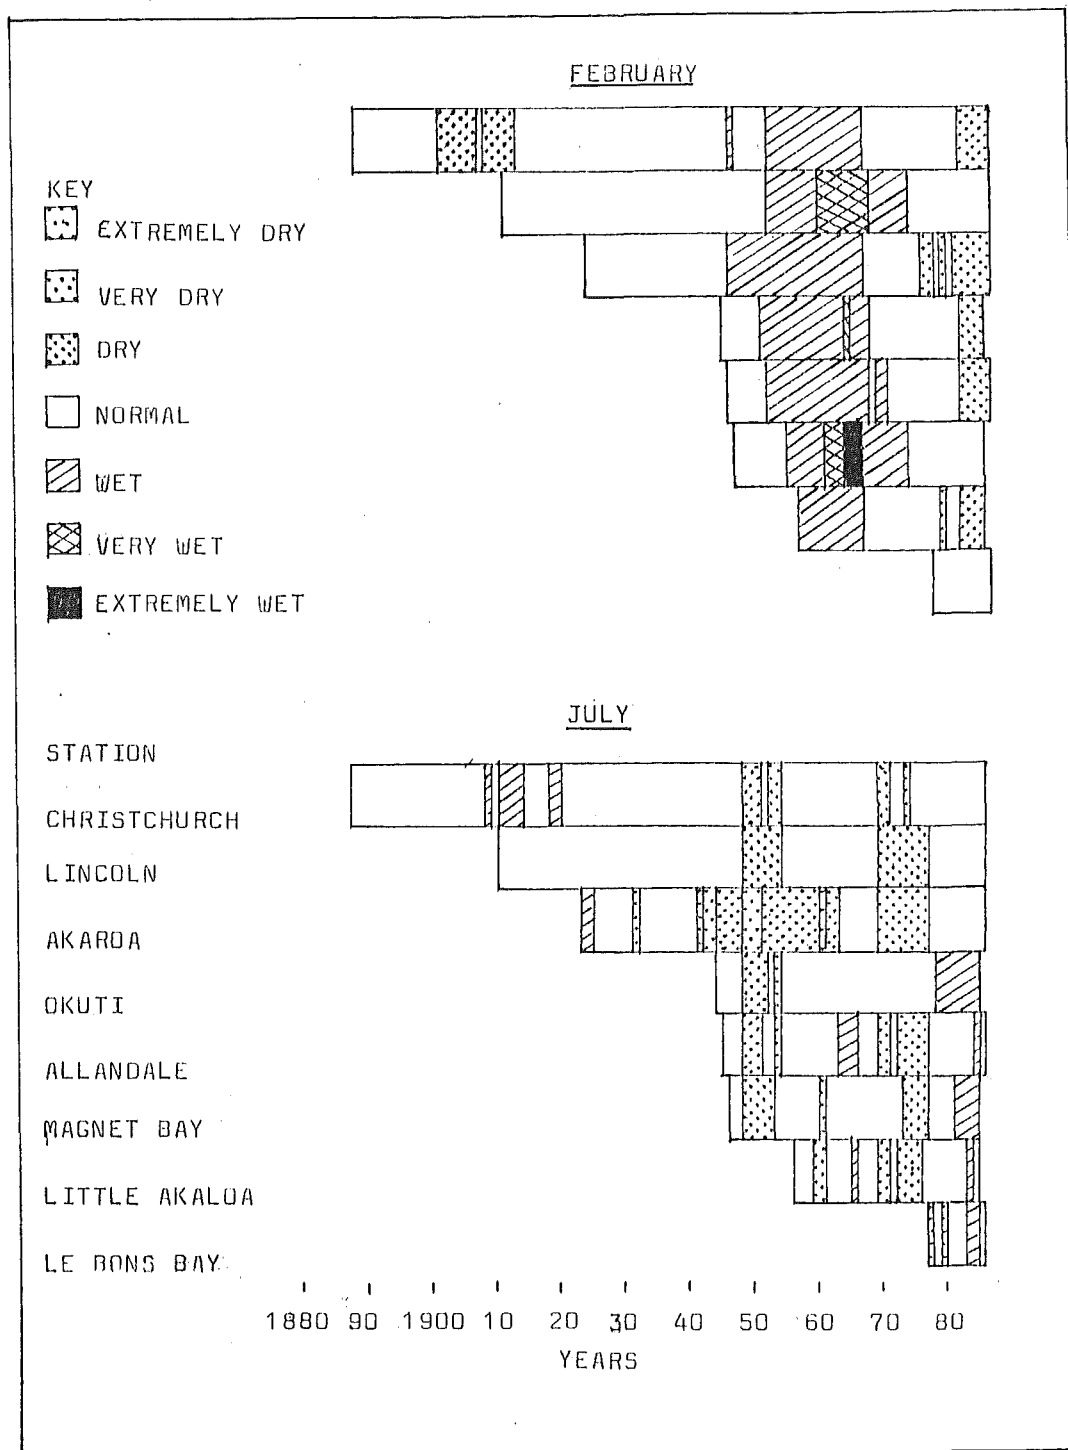 FEBRUARY
KEY
EXTREMELY DRY
VERY DRY
DRY
NORMAL
WET
VERY WET
EXTREMELY WET
JULY
STATION
CHRISTCHURCH
LINCOLN
AKAROA
OKUTI
ALLANDALE
MAGNET BAY
LITTLE AKALOA
LE BONS BAY
1880 90 1900 10 20 30 40 50 60 70 80
YEARS